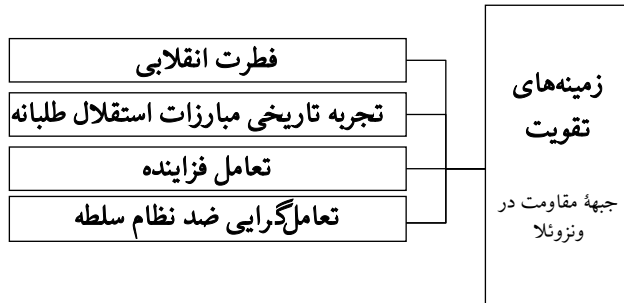 زمینه‌های
تقویت
جبهۀ مقاومت در
ونزوئلا
فطرت انقلابی
تجربه تاریخی مبارزات استقلال طلبانه
تعامل فزاینده
تعامل‌گرایی ضد نظام سلطه